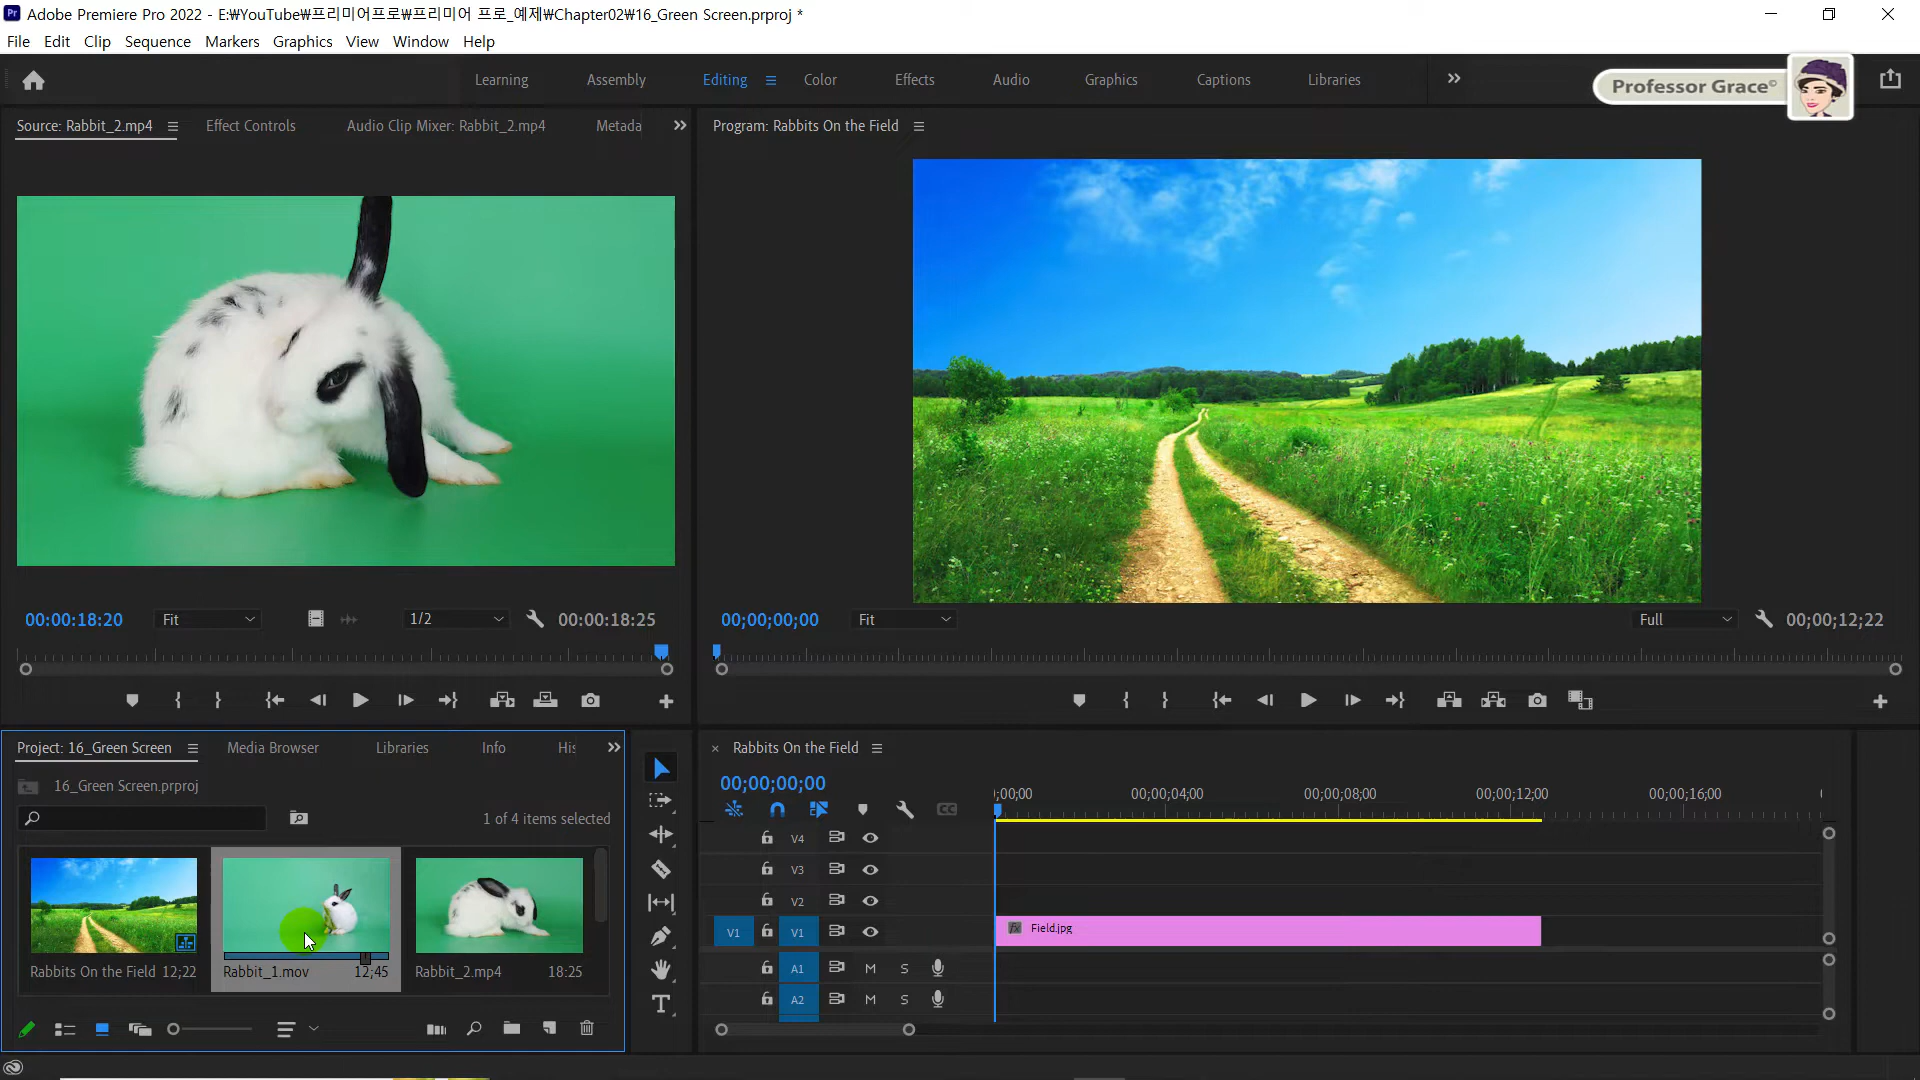 Adobe Premiere Pro 2022 - E:₩YouTube₩프리미어프로₩프리미어 프로_예제₩Chapter02₩16_Green Screen.prproj *
File Edit Clip Sequence Markers Graphics View Window Help
Learning Assembly Editing Color Effects Audio Graphics Captions Libraries
Professor Grace©
Source: Rabbit_2.mp4 Effect Controls Audio Clip Mixer: Rabbit_2.mp4 Metada
Program: Rabbits On the Field
00:00:18:20 Fit 1/2 00:00:18:25
00;00;00;00 Fit Full 00;00;12;22
Project: 16_Green Screen Media Browser Libraries Info His
16_Green Screen.prproj
1 of 4 items selected
Rabbits On the Field 12;22
Rabbit_1.mov 12;45
Rabbit_2.mp4 18:25
Rabbits On the Field
00;00;00;00
;00;00 00;00;04;00 00;00;08;00 00;00;12;00 00;00;16;00
V4
V3
V2
V1 V1 fx Field.jpg
A1 M S
A2 M S